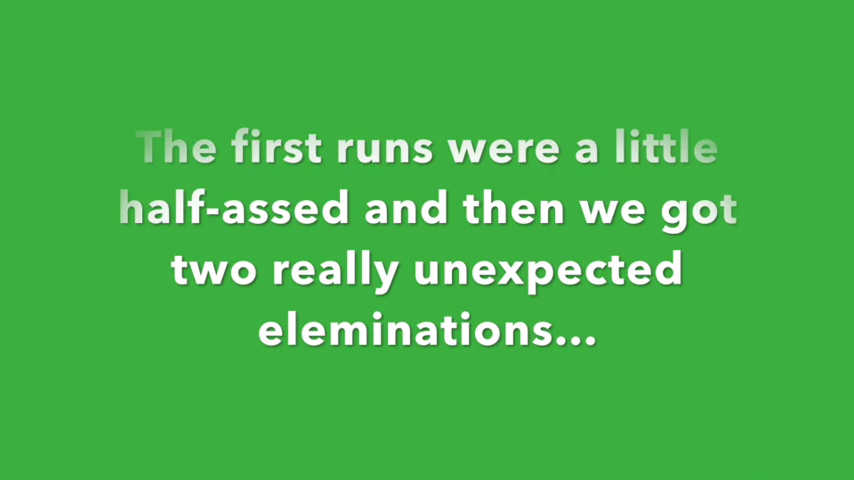 The first runs were a little
half-assed and then we got
two really unexpected
eleminations...